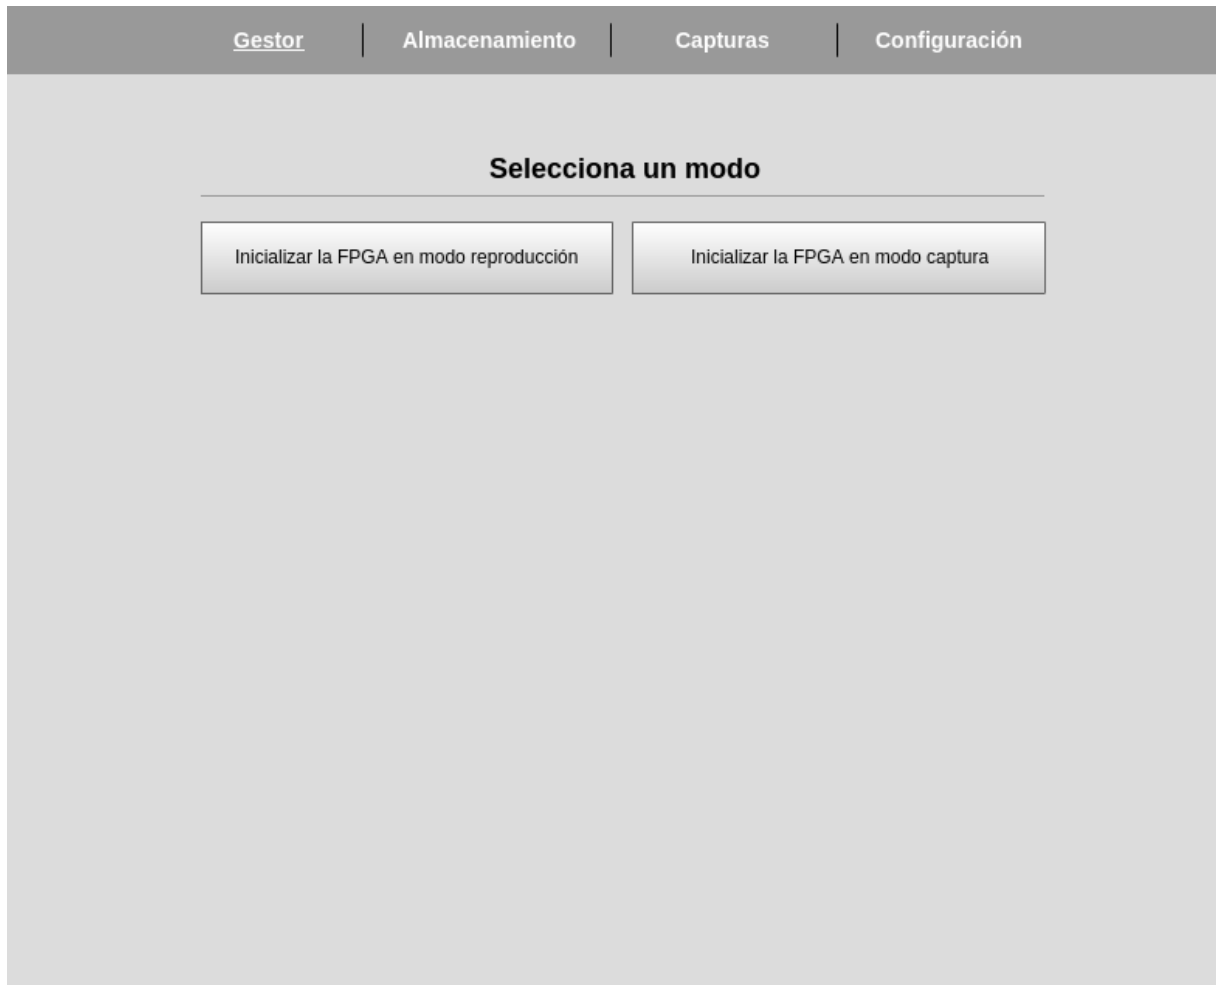 Gestor Almacenamiento Capturas Configuración
Selecciona un modo
Inicializar la FPGA en modo reproducción
Inicializar la FPGA en modo captura